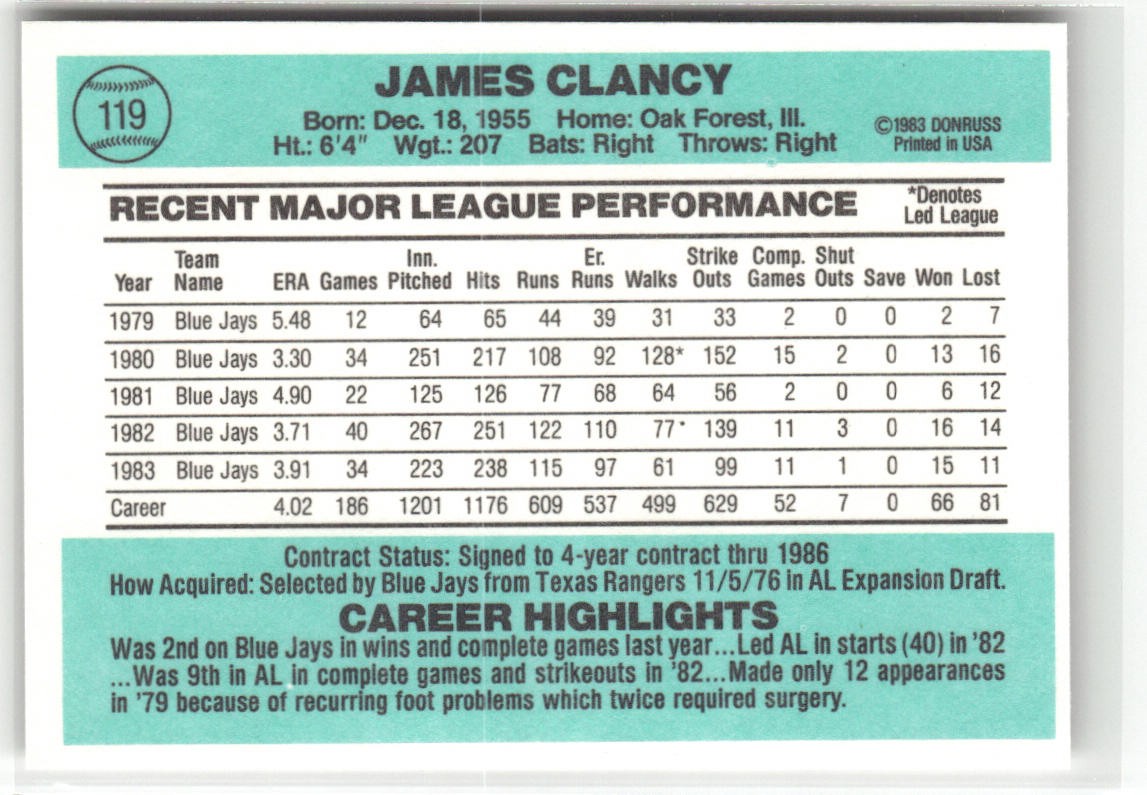 119
JAMES CLANCY
Born: Dec. 18, 1955 Home: Oak Forest, Ill.
Ht.: 6'4" Wgt.: 207 Bats: Right Throws: Right
©1983 DONRUSS
Printed in USA
RECENT MAJOR LEAGUE PERFORMANCE
*Denotes
Led League
Year Team Name ERA Games Inn. Pitched Hits Runs Er. Runs Walks Strike Outs Comp. Games Shut Outs Save Won Lost
1979 Blue Jays 5.48 12 64 65 44 39 31 33 2 0 0 2 7
1980 Blue Jays 3.30 34 251 217 108 92 128* 152 15 2 0 13 16
1981 Blue Jays 4.90 22 125 126 77 68 64 56 2 0 0 6 12
1982 Blue Jays 3.71 40 267 251 122 110 77* 139 11 3 0 16 14
1983 Blue Jays 3.91 34 223 238 115 97 61 99 11 1 0 15 11
Career 4.02 186 1201 1176 609 537 499 629 52 7 0 66 81
Contract Status: Signed to 4-year contract thru 1986
How Acquired: Selected by Blue Jays from Texas Rangers 11/5/76 in AL Expansion Draft.
CAREER HIGHLIGHTS
Was 2nd on Blue Jays in wins and complete games last year...Led AL in starts (40) in '82
...Was 9th in AL in complete games and strikeouts in '82...Made only 12 appearances
in '79 because of recurring foot problems which twice required surgery.